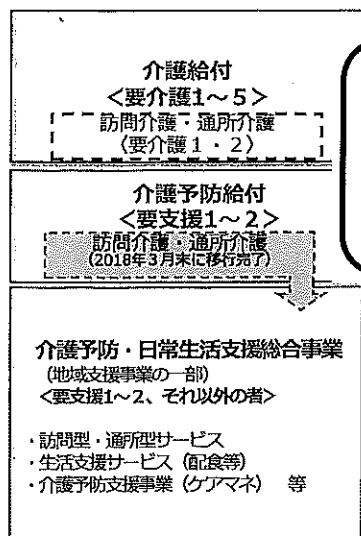 介護給付
<要介護1～5>
訪問介護・通所介護
(要介護1・2)
介護予防給付
<要支援1～2>
訪問介護・通所介護
(2018年3月末に移行完了)
介護予防・日常生活支援総合事業
(地域支援事業の一部)
<要支援1～2、それ以外の者>
・訪問型・通所型サービス
・生活支援サービス (配食等)
・介護予防支援事業 (ケアマネ) 等